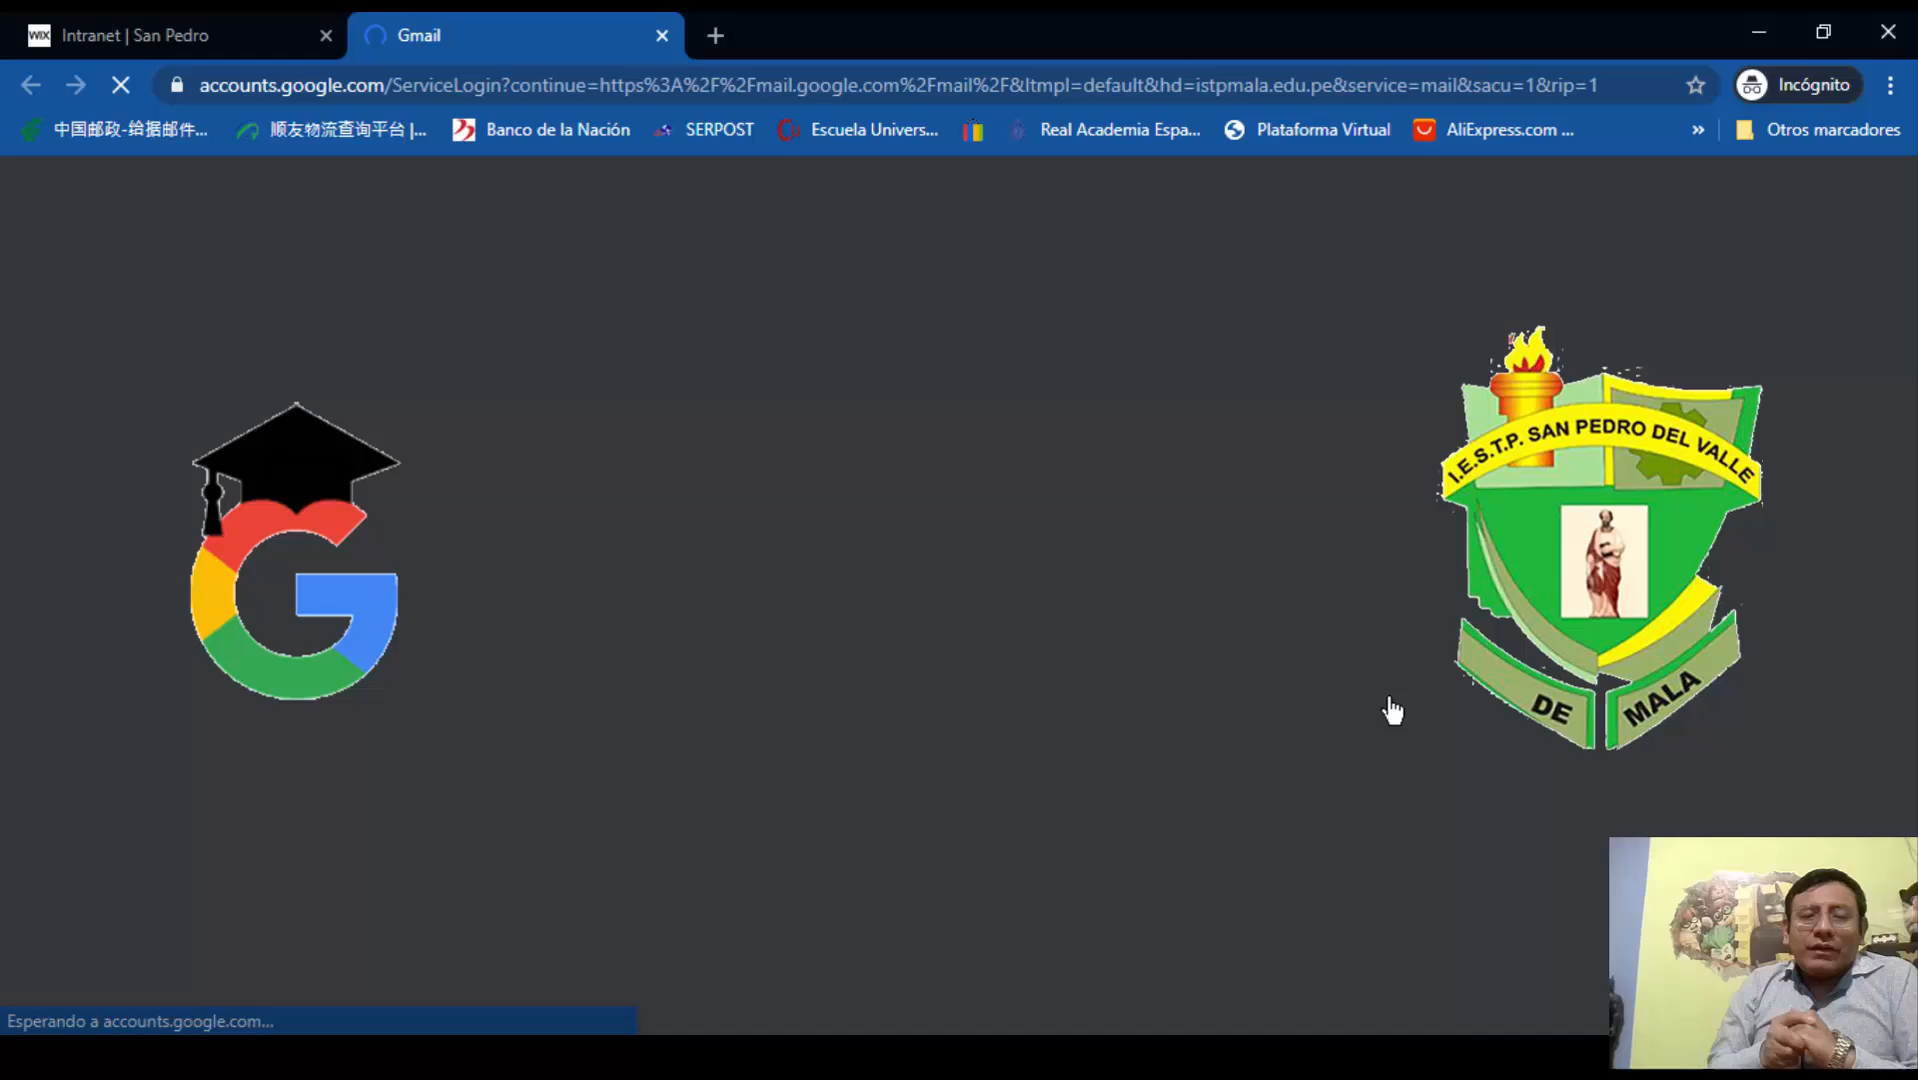 WIX Intranet | San Pedro
Gmail
accounts.google.com/ServiceLogin?continue=https%3A%2F%2Fmail.google.com%2Fmail%2F&ltmpl=default&hd=istpmala.edu.pe&service=mail&sacu=1&rip=1
Incógnito
中国邮政-给据邮件...
顺友物流查询平台 |...
Banco de la Nación
SERPOST
Escuela Univers...
Real Academia Espa...
Plataforma Virtual
AliExpress.com ...
»
Otros marcadores
I.E.S.T.P. SAN PEDRO DEL VALLE
DE MALA
Esperando a accounts.google.com...